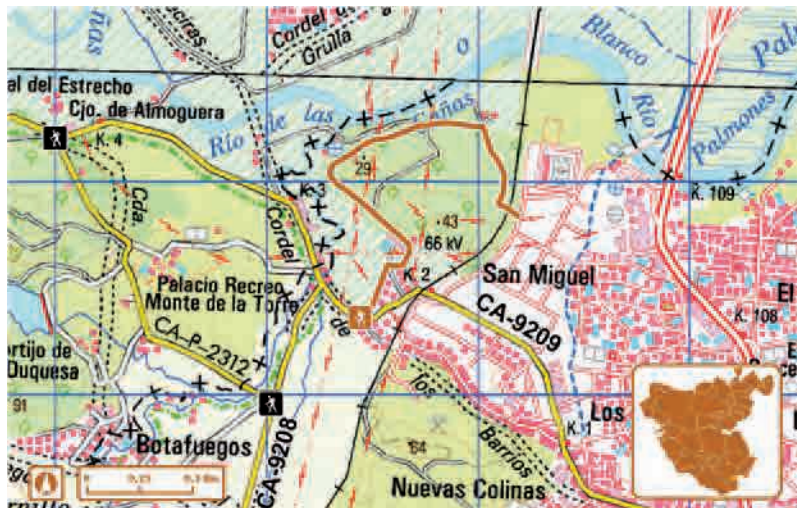 Cordel
Grulla
Blanco
al del Estrecho
Cjo. de Almoguera
K. 4
Río de las Cañas
Río
Palmones
K. 109
29
K. 3
Cda.
Cordel de
43
66 kV
K. 2
San Miguel
CA-9209
Palacio Recreo
Monte de la Torre
K. 108
El
CA-P-2312
ortijo de
Duquesa
91
los
Barrios
Los
K. 1
Botafuegos
CA-9208
64
Nuevas Colinas
0